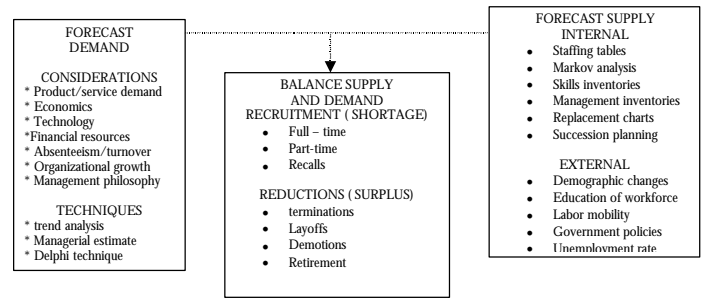 FORECAST
DEMAND
CONSIDERATIONS
* Product/service demand
* Economics
* Technology
*Financial resources
* Absenteeism/turnover
* Organizational growth
* Management philosophy
TECHNIQUES
* trend analysis
* Managerial estimate
* Delphi technique
BALANCE SUPPLY
AND DEMAND
RECRUITMENT ( SHORTAGE)
• Full – time
• Part-time
• Recalls
REDUCTIONS ( SURPLUS)
• terminations
• Layoffs
• Demotions
• Retirement
FORECAST SUPPLY
INTERNAL
• Staffing tables
• Markov analysis
• Skills inventories
• Management inventories
• Replacement charts
• Succession planning
EXTERNAL
• Demographic changes
• Education of workforce
• Labor mobility
• Government policies
• Unemployment rate